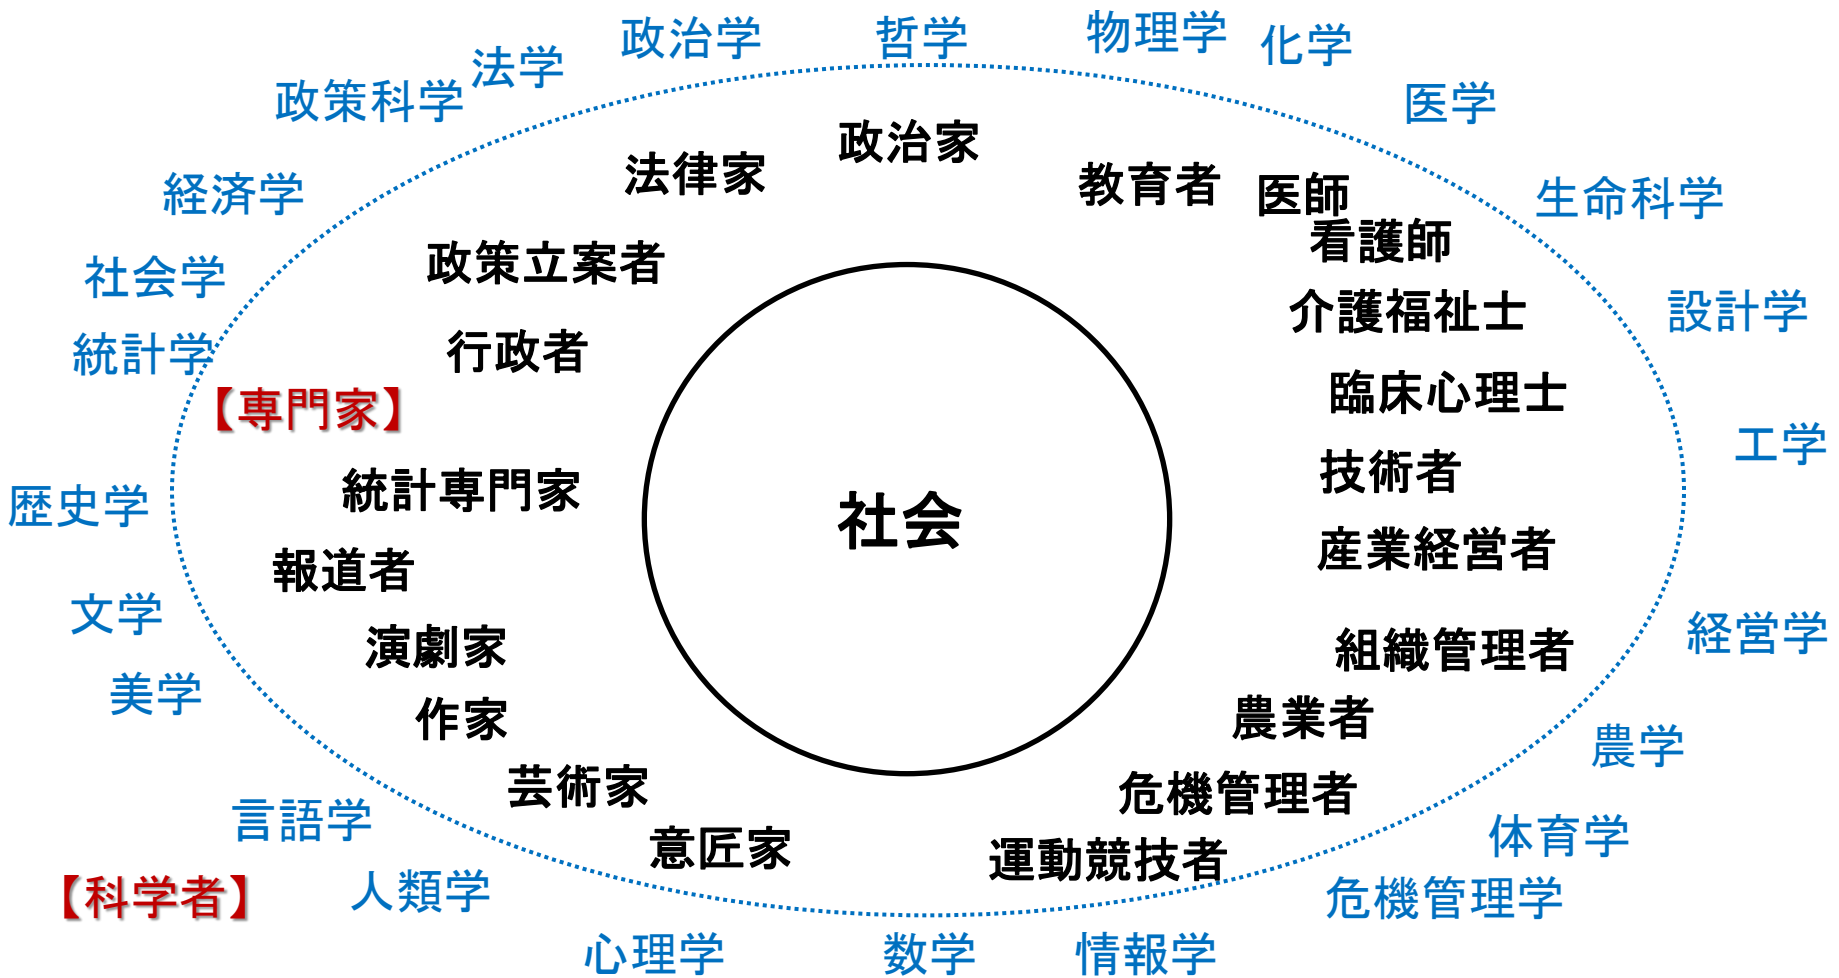 政治学
哲学
物理学
化学
法学
政策科学
医学
政治家
法律家
教育者
医師
経済学
生命科学
看護師
政策立案者
社会学
介護福祉士
設計学
統計学
行政者
【専門家】
臨床心理士
工学
技術者
統計専門家
歴史学
社会
産業経営者
報道者
文学
演劇家
組織管理者
経営学
美学
作家
農業者
農学
芸術家
危機管理者
言語学
意匠家
運動競技者
体育学
【科学者】
人類学
危機管理学
心理学
数学
情報学